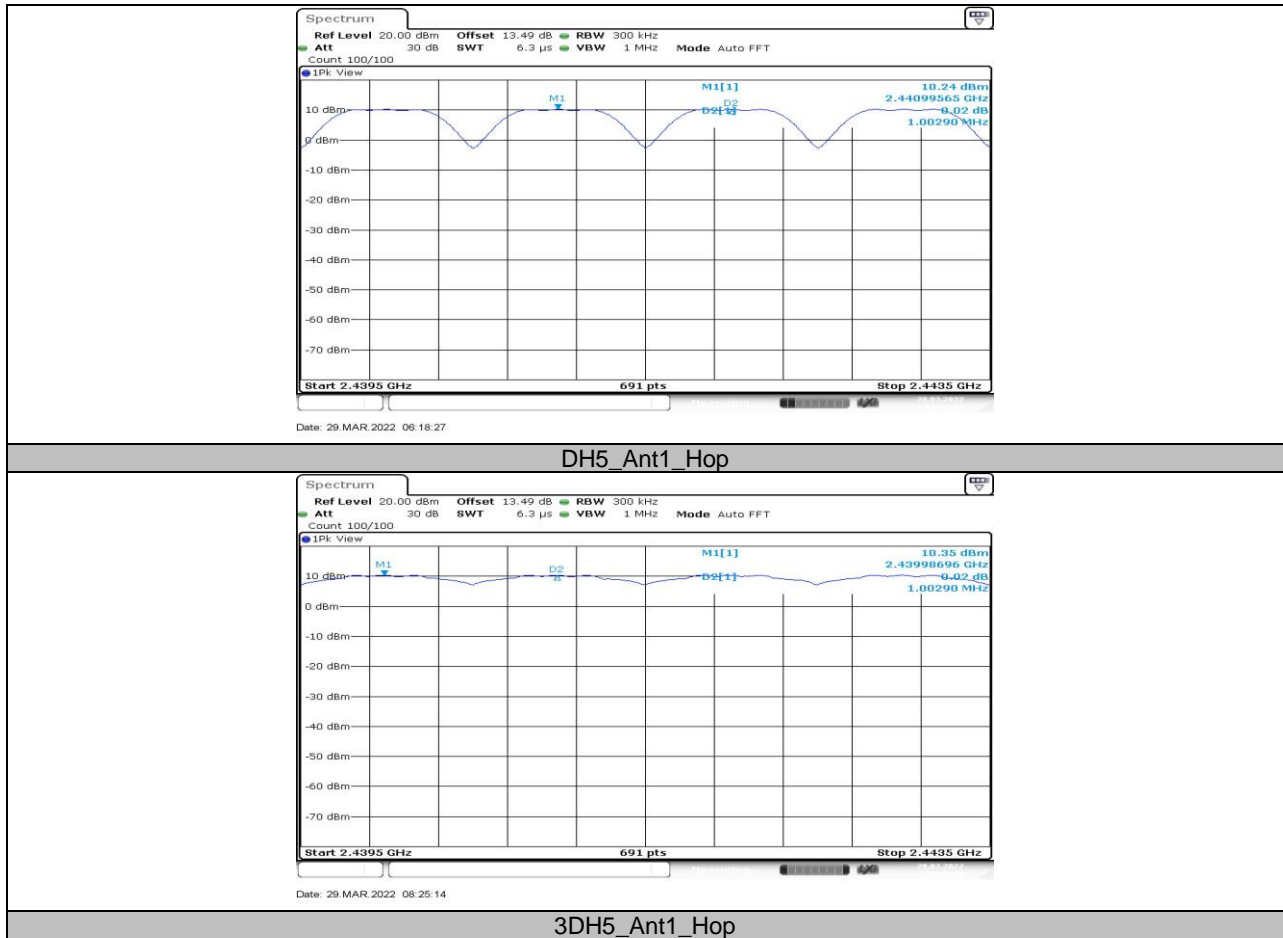 Spectrum
Ref Level 20.00 dBm Offset 13.49 dB RBW 300 kHz
Att 30 dB SWT 6.3 µs VBW 1 MHz Mode Auto FFT
Count 100/100
1Pk View
M1[1] 10.24 dBm
2.44099565 GHz
M1
D2
10 dBm
D2[1] 0.02 dB
1.00290 MHz
0 dBm
-10 dBm
-20 dBm
-30 dBm
-40 dBm
-50 dBm
-60 dBm
-70 dBm
Start 2.4395 GHz 691 pts Stop 2.4435 GHz
Date: 29.MAR.2022 06:18:27
DH5_Ant1_Hop
Spectrum
Ref Level 20.00 dBm Offset 13.49 dB RBW 300 kHz
Att 30 dB SWT 6.3 µs VBW 1 MHz Mode Auto FFT
Count 100/100
1Pk View
M1[1] 10.35 dBm
2.43998696 GHz
M1
D2
10 dBm
D2[1]
1.00290 MHz
0 dBm
-10 dBm
-20 dBm
-30 dBm
-40 dBm
-50 dBm
-60 dBm
-70 dBm
Start 2.4395 GHz 691 pts Stop 2.4435 GHz
Date: 29.MAR.2022 08:25:14
3DH5_Ant1_Hop